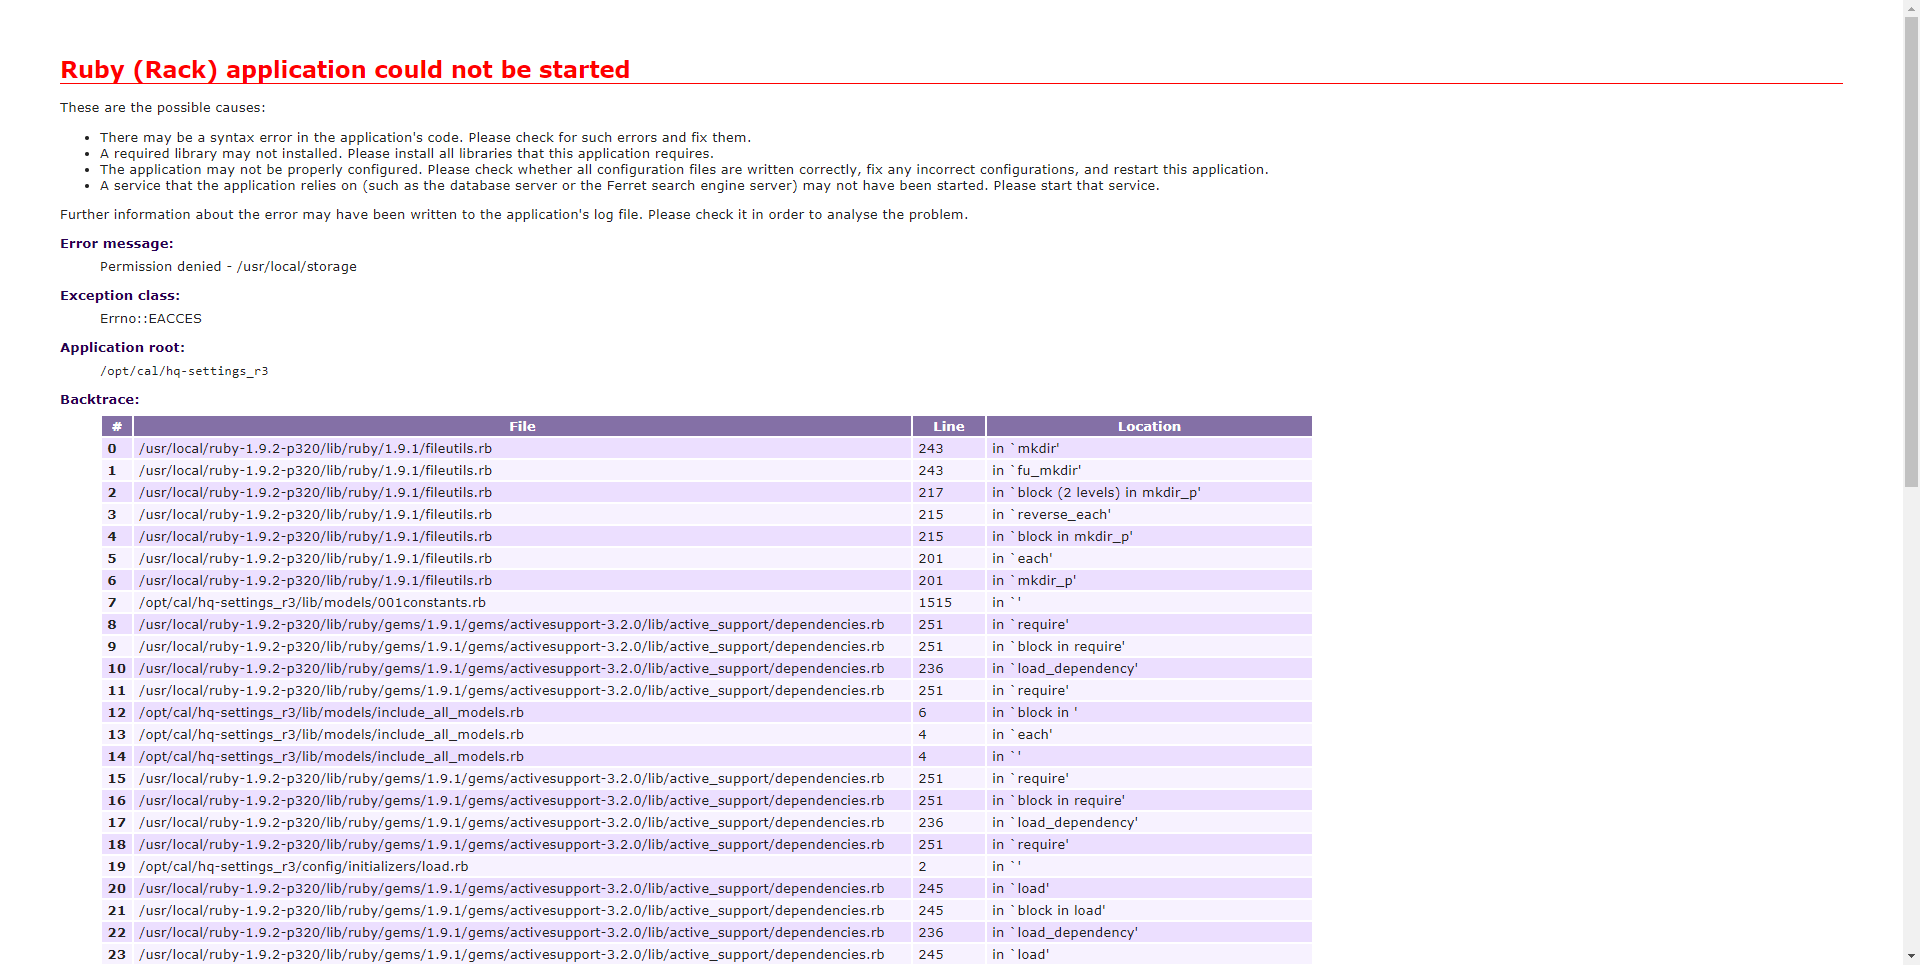 Ruby (Rack) application could not be started
These are the possible causes:
• There may be a syntax error in the application's code. Please check for such errors and fix them.
• A required library may not installed. Please install all libraries that this application requires.
• The application may not be properly configured. Please check whether all configuration files are written correctly, fix any incorrect configurations, and restart this application.
• A service that the application relies on (such as the database server or the Ferret search engine server) may not have been started. Please start that service.
Further information about the error may have been written to the application's log file. Please check it in order to analyse the problem.
Error message:
Permission denied - /usr/local/storage
Exception class:
Errno::EACCES
Application root:
/opt/cal/hq-settings_r3
Backtrace:
# File Line Location
0 /usr/local/ruby-1.9.2-p320/lib/ruby/1.9.1/fileutils.rb 243 in `mkdir'
1 /usr/local/ruby-1.9.2-p320/lib/ruby/1.9.1/fileutils.rb 243 in `fu_mkdir'
2 /usr/local/ruby-1.9.2-p320/lib/ruby/1.9.1/fileutils.rb 217 in `block (2 levels) in mkdir_p'
3 /usr/local/ruby-1.9.2-p320/lib/ruby/1.9.1/fileutils.rb 215 in `reverse_each'
4 /usr/local/ruby-1.9.2-p320/lib/ruby/1.9.1/fileutils.rb 215 in `block in mkdir_p'
5 /usr/local/ruby-1.9.2-p320/lib/ruby/1.9.1/fileutils.rb 201 in `each'
6 /usr/local/ruby-1.9.2-p320/lib/ruby/1.9.1/fileutils.rb 201 in `mkdir_p'
7 /opt/cal/hq-settings_r3/lib/models/001constants.rb 1515 in `'
8 /usr/local/ruby-1.9.2-p320/lib/ruby/gems/1.9.1/gems/activesupport-3.2.0/lib/active_support/dependencies.rb 251 in `require'
9 /usr/local/ruby-1.9.2-p320/lib/ruby/gems/1.9.1/gems/activesupport-3.2.0/lib/active_support/dependencies.rb 251 in `block in require'
10 /usr/local/ruby-1.9.2-p320/lib/ruby/gems/1.9.1/gems/activesupport-3.2.0/lib/active_support/dependencies.rb 236 in `load_dependency'
11 /usr/local/ruby-1.9.2-p320/lib/ruby/gems/1.9.1/gems/activesupport-3.2.0/lib/active_support/dependencies.rb 251 in `require'
12 /opt/cal/hq-settings_r3/lib/models/include_all_models.rb 6 in `block in '
13 /opt/cal/hq-settings_r3/lib/models/include_all_models.rb 4 in `each'
14 /opt/cal/hq-settings_r3/lib/models/include_all_models.rb 4 in `'
15 /usr/local/ruby-1.9.2-p320/lib/ruby/gems/1.9.1/gems/activesupport-3.2.0/lib/active_support/dependencies.rb 251 in `require'
16 /usr/local/ruby-1.9.2-p320/lib/ruby/gems/1.9.1/gems/activesupport-3.2.0/lib/active_support/dependencies.rb 251 in `block in require'
17 /usr/local/ruby-1.9.2-p320/lib/ruby/gems/1.9.1/gems/activesupport-3.2.0/lib/active_support/dependencies.rb 236 in `load_dependency'
18 /usr/local/ruby-1.9.2-p320/lib/ruby/gems/1.9.1/gems/activesupport-3.2.0/lib/active_support/dependencies.rb 251 in `require'
19 /opt/cal/hq-settings_r3/config/initializers/load.rb 2 in `'
20 /usr/local/ruby-1.9.2-p320/lib/ruby/gems/1.9.1/gems/activesupport-3.2.0/lib/active_support/dependencies.rb 245 in `load'
21 /usr/local/ruby-1.9.2-p320/lib/ruby/gems/1.9.1/gems/activesupport-3.2.0/lib/active_support/dependencies.rb 245 in `block in load'
22 /usr/local/ruby-1.9.2-p320/lib/ruby/gems/1.9.1/gems/activesupport-3.2.0/lib/active_support/dependencies.rb 236 in `load_dependency'
23 /usr/local/ruby-1.9.2-p320/lib/ruby/gems/1.9.1/gems/activesupport-3.2.0/lib/active_support/dependencies.rb 245 in `load'